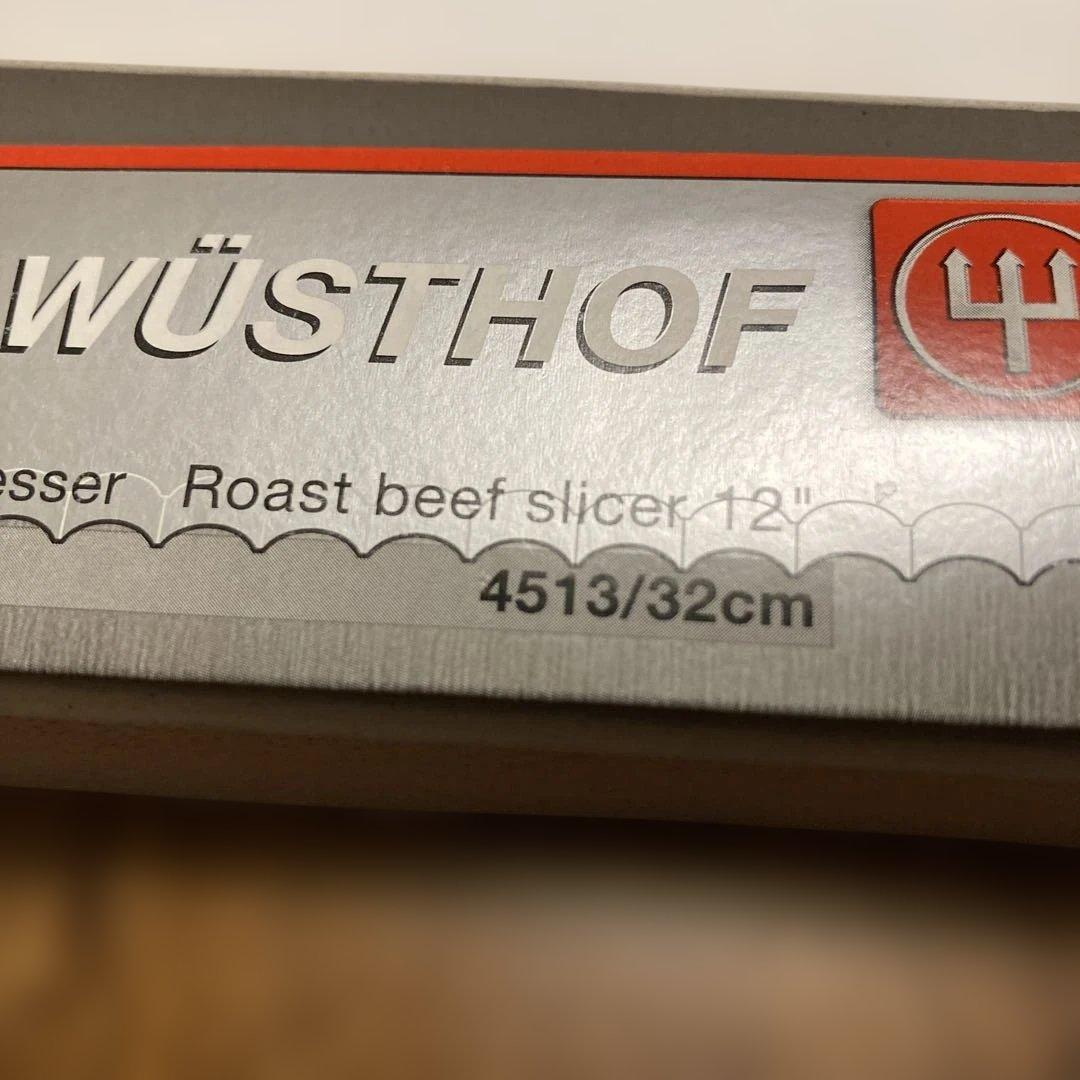 WÜSTHOF
esser Roast beef slicer 12"
4513/32cm